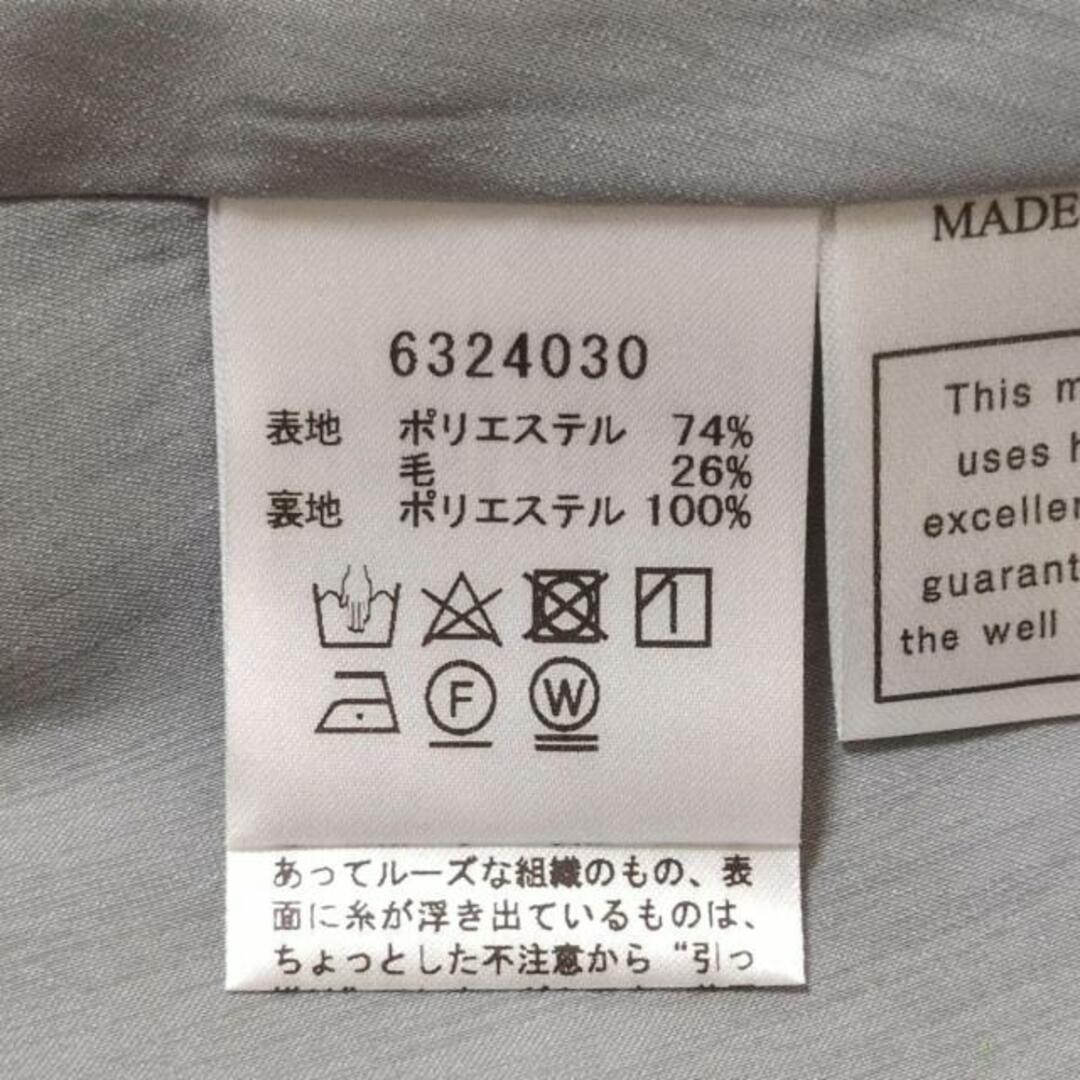 6324030
表地 ポリエステル 74%
毛 26%
裏地 ポリエステル 100%
F W
あってルーズな組織のもの、表
面に糸が浮き出ているものは、
ちょっとした不注意から“引っ
MADE
This
uses
the well